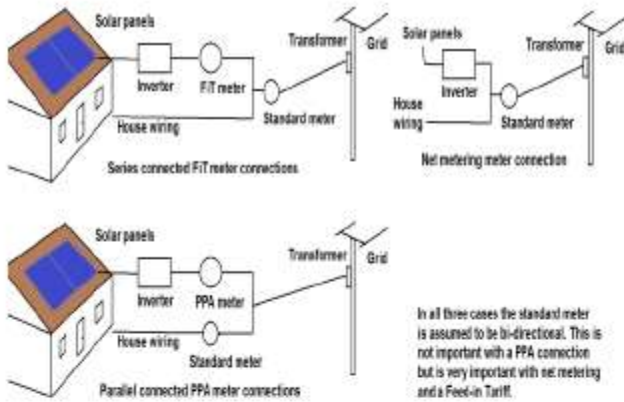 Solar panels
Transformer
Grid
Inverter
FiT meter
House wiring
Standard meter
Series connected FiT meter connections
Solar panels
Transformer
Grid
Inverter
House
wiring
Standard meter
Net metering meter connection
Solar panels
Transformer
Grid
Inverter
PPA meter
House wiring
Standard meter
Parallel connected PPA meter connections
In all three cases the standard meter
is assumed to be bi-directional. This is
not important with a PPA connection
but is very important with net metering
and a Feed-in Tariff.